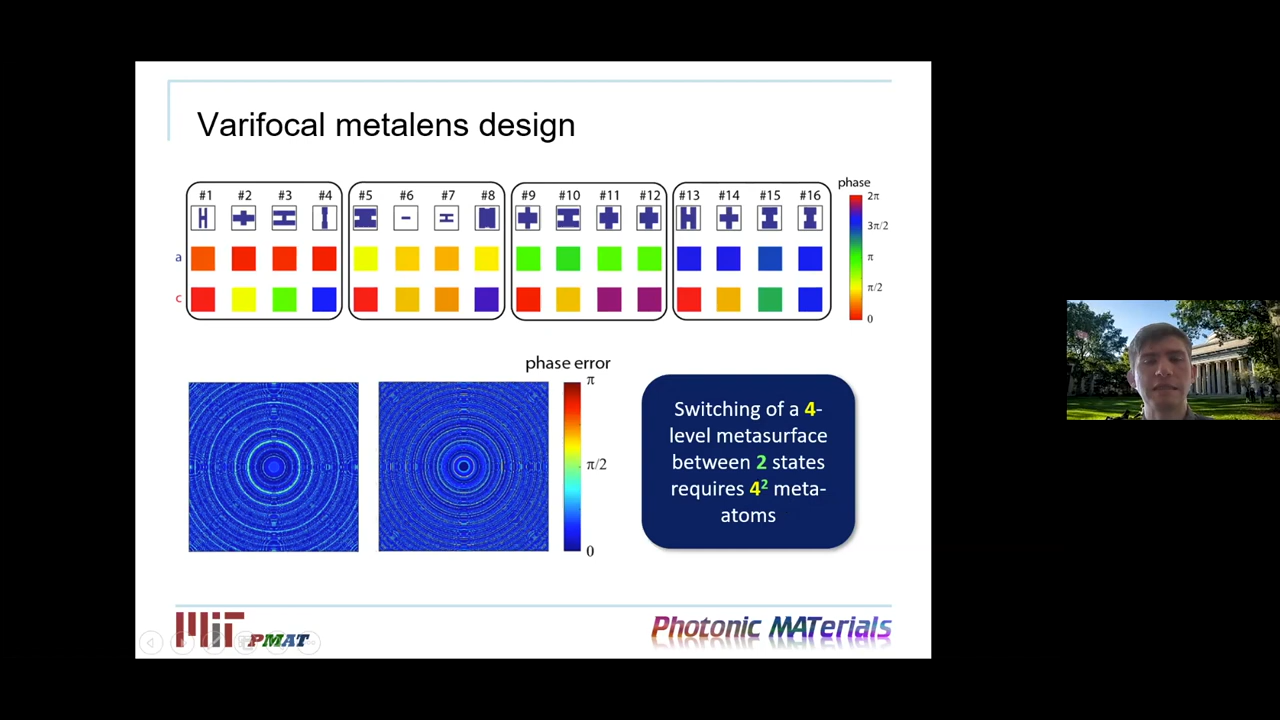 Varifocal metalens design
#1 #2 #3 #4 #5 #6 #7 #8 #9 #10 #11 #12 #13 #14 #15 #16
phase
2π
3π/2
π
π/2
0
a
c
phase error
π
π/2
0
Switching of a 4-
level metasurface
between 2 states
requires 4² meta-
atoms
MIT PMAT
Photonic MATerials